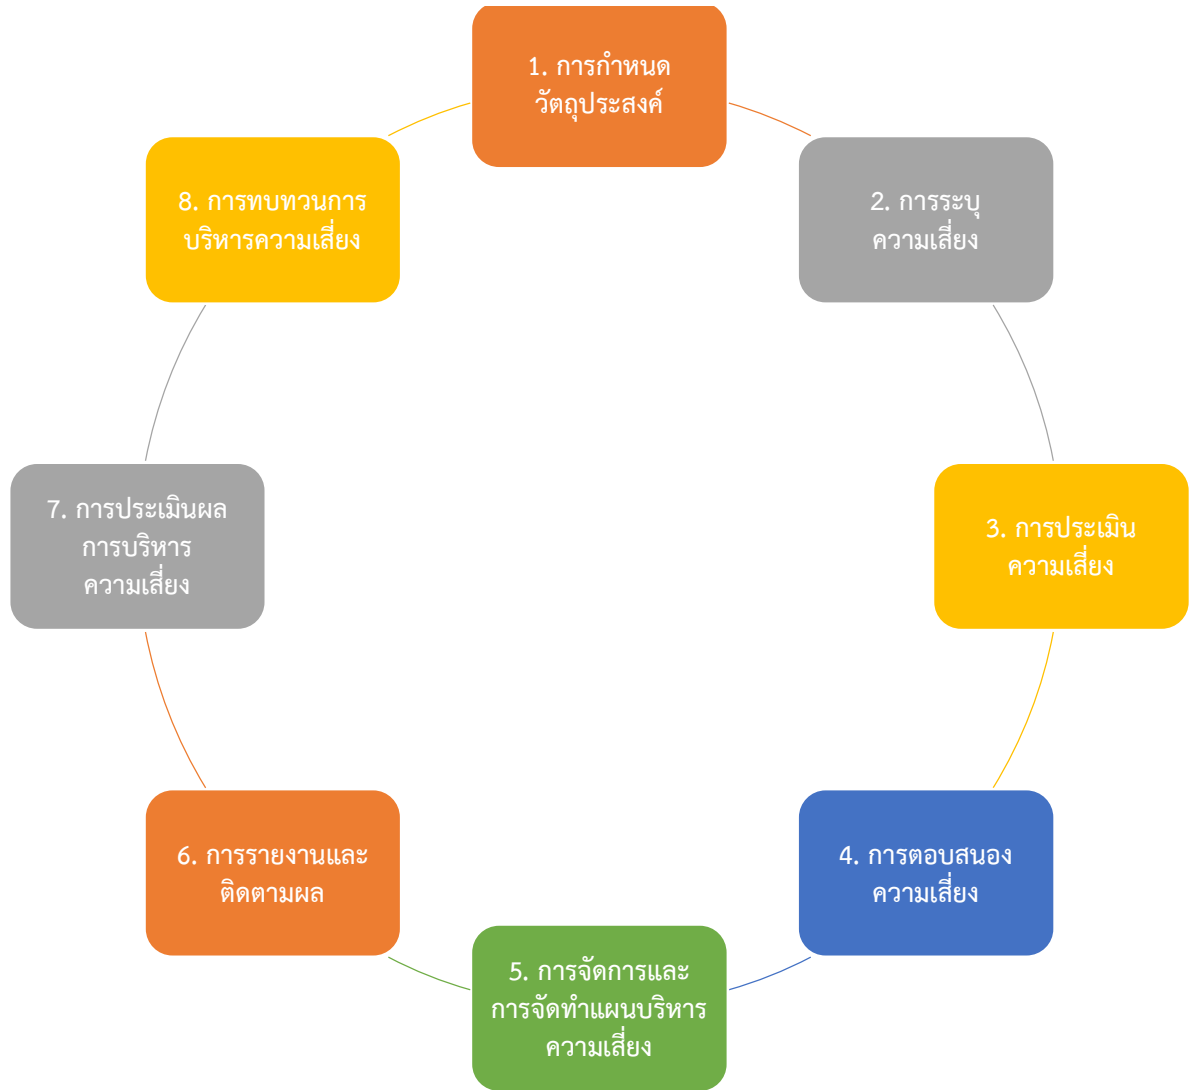 1. การกำหนด
วัตถุประสงค์
2. การระบุ
ความเสี่ยง
3. การประเมิน
ความเสี่ยง
4. การตอบสนอง
ความเสี่ยง
5. การจัดการและ
การจัดทำแผนบริหาร
ความเสี่ยง
6. การรายงานและ
ติดตามผล
7. การประเมินผล
การบริหาร
ความเสี่ยง
8. การทบทวนการ
บริหารความเสี่ยง